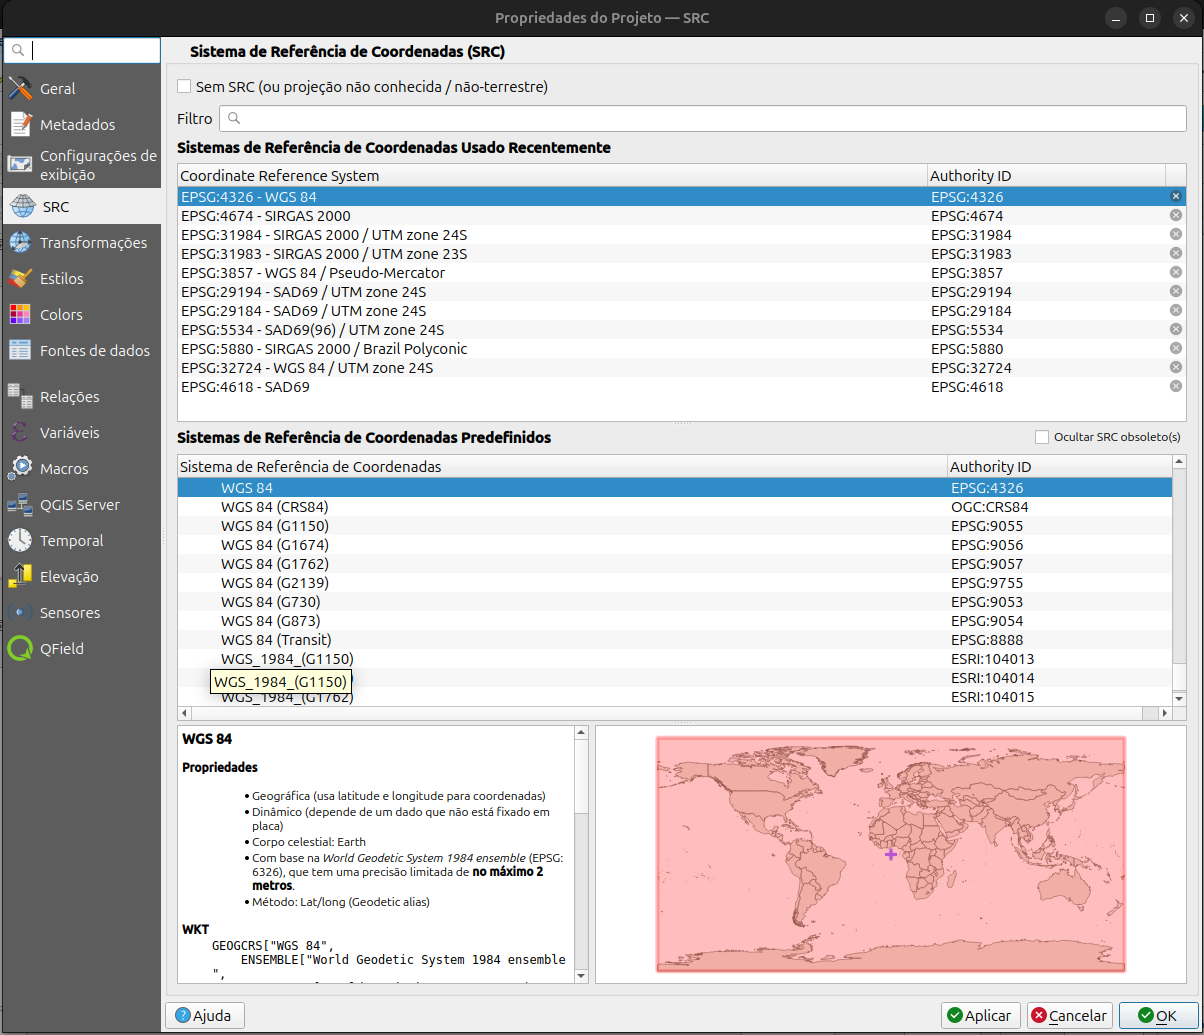 Propriedades do Projeto — SRC
Geral
Metadados
Configurações de
exibição
SRC
Transformações
Estilos
Colors
Fontes de dados
Relações
Variáveis
Macros
QGIS Server
Temporal
Elevação
Sensores
QField
Sistema de Referência de Coordenadas (SRC)
Sem SRC (ou projeção não conhecida / não-terrestre)
Filtro
Sistemas de Referência de Coordenadas Usado Recentemente
Coordinate Reference System Authority ID
EPSG:4326 - WGS 84 EPSG:4326
EPSG:4674 - SIRGAS 2000 EPSG:4674
EPSG:31984 - SIRGAS 2000 / UTM zone 24S EPSG:31984
EPSG:31983 - SIRGAS 2000 / UTM zone 23S EPSG:31983
EPSG:3857 - WGS 84 / Pseudo-Mercator EPSG:3857
EPSG:29194 - SAD69 / UTM zone 24S EPSG:29194
EPSG:29184 - SAD69 / UTM zone 24S EPSG:29184
EPSG:5534 - SAD69(96) / UTM zone 24S EPSG:5534
EPSG:5880 - SIRGAS 2000 / Brazil Polyconic EPSG:5880
EPSG:32724 - WGS 84 / UTM zone 24S EPSG:32724
EPSG:4618 - SAD69 EPSG:4618
Sistemas de Referência de Coordenadas Predefinidos Ocultar SRC obsoleto(s)
Sistema de Referência de Coordenadas Authority ID
WGS 84 EPSG:4326
WGS 84 (CRS84) OGC:CRS84
WGS 84 (G1150) EPSG:9055
WGS 84 (G1674) EPSG:9056
WGS 84 (G1762) EPSG:9057
WGS 84 (G2139) EPSG:9755
WGS 84 (G730) EPSG:9053
WGS 84 (G873) EPSG:9054
WGS 84 (Transit) EPSG:8888
WGS_1984_(G1150) ESRI:104013
WGS_1984_(G1150) ESRI:104014
WGS_1984_(G1762) ESRI:104015
WGS 84
Propriedades
• Geográfica (usa latitude e longitude para coordenadas)
• Dinâmico (depende de um dado que não está fixado em
placa)
• Corpo celestial: Earth
• Com base na World Geodetic System 1984 ensemble (EPSG:
6326), que tem uma precisão limitada de no máximo 2
metros.
• Método: Lat/long (Geodetic alias)
WKT
GEOGCRS["WGS 84",
ENSEMBLE["World Geodetic System 1984 ensemble
",
Ajuda
Aplicar
Cancelar
OK